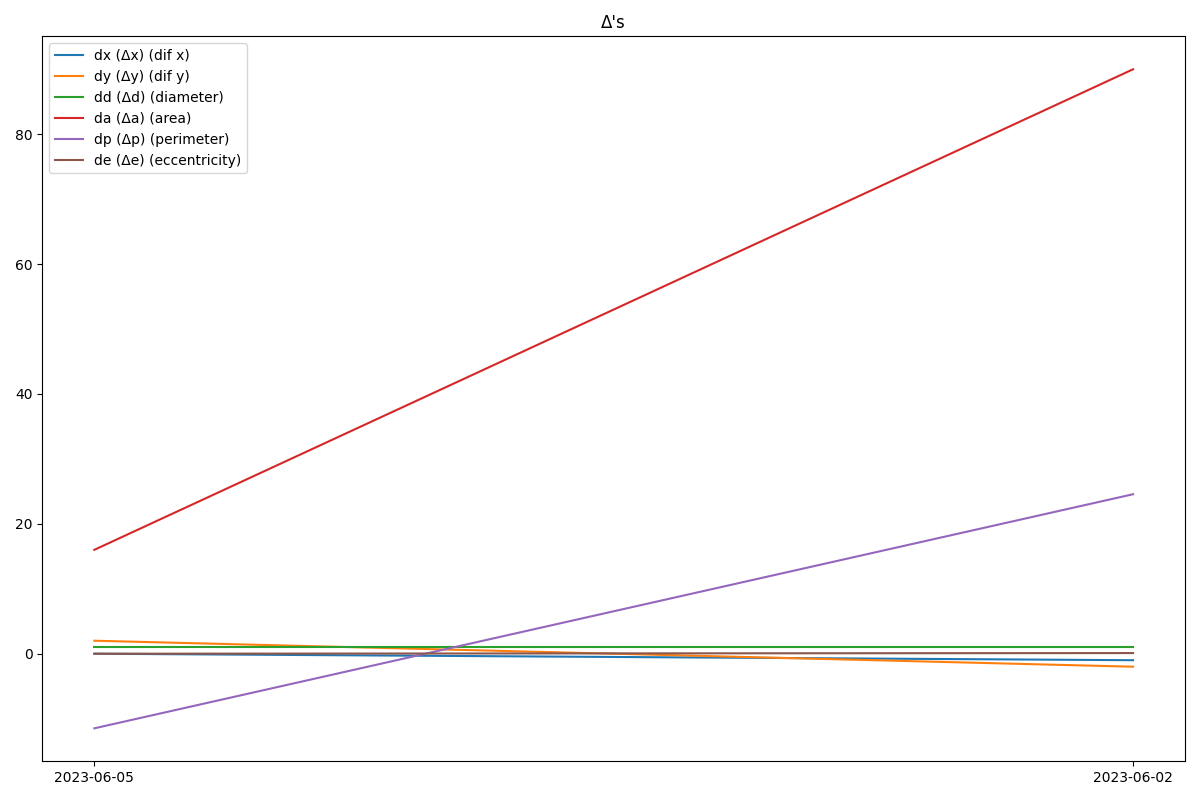 Δ's
dx (Δx) (dif x)
dy (Δy) (dif y)
dd (Δd) (diameter)
da (Δa) (area)
dp (Δp) (perimeter)
de (Δe) (eccentricity)
80
60
40
20
0
2023-06-05
2023-06-02